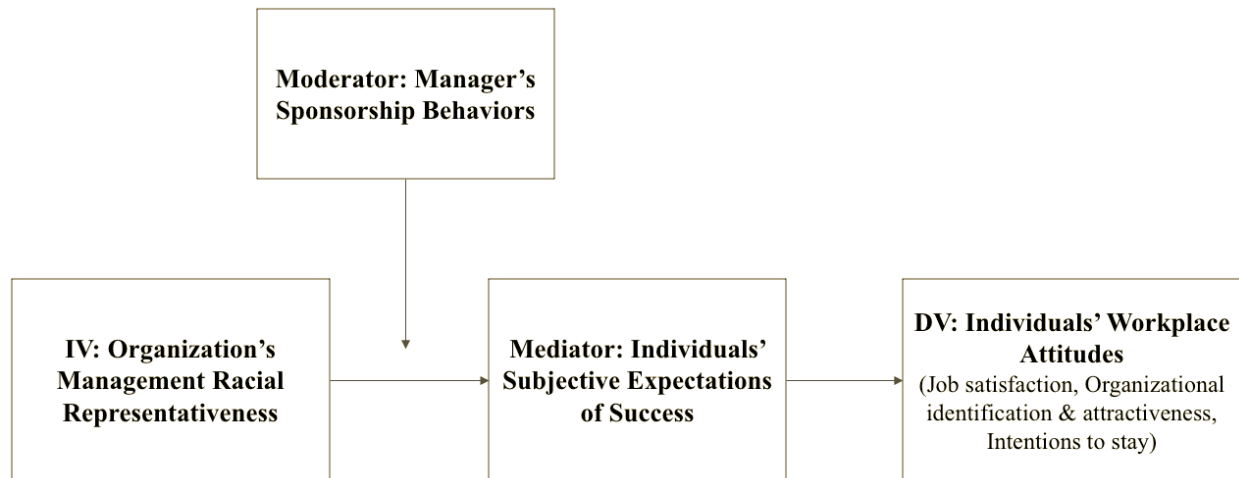 Moderator: Manager’s
Sponsorship Behaviors
IV: Organization’s
Management Racial
Representativeness
Mediator: Individuals’
Subjective Expectations
of Success
DV: Individuals’ Workplace
Attitudes
(Job satisfaction, Organizational
identification & attractiveness,
Intentions to stay)